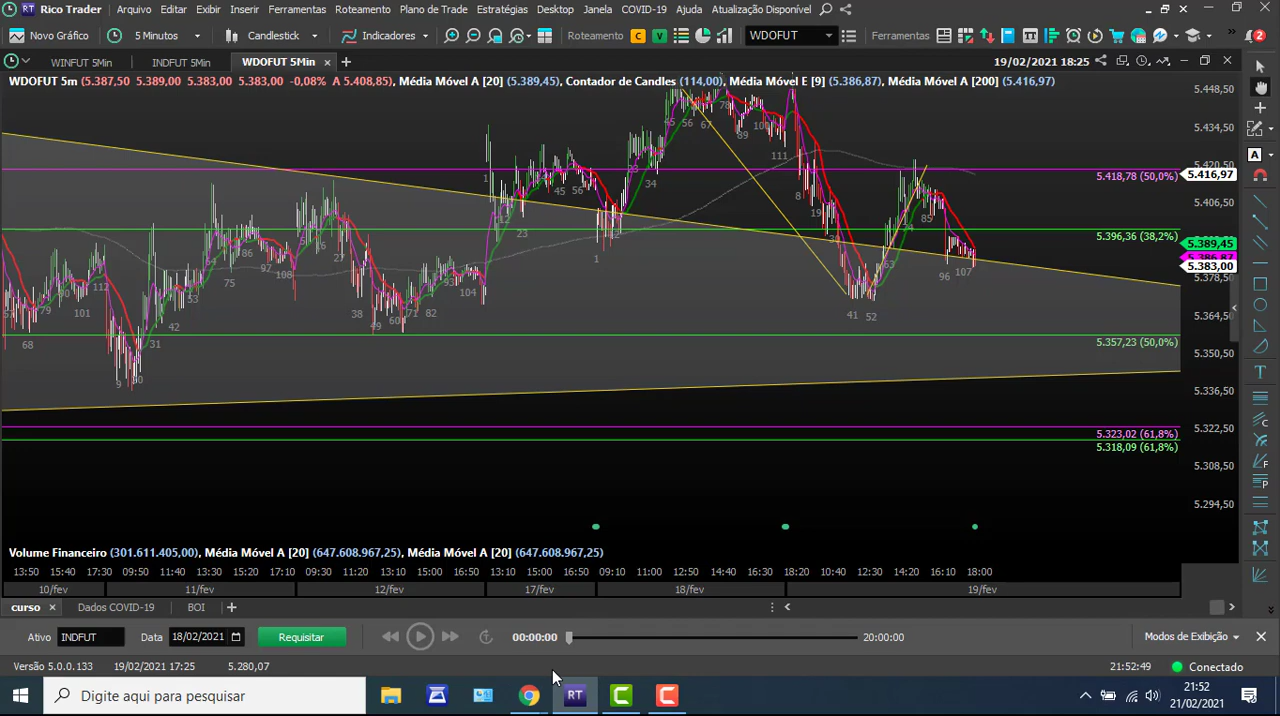 Rico Trader Arquivo Editar Exibir Inserir Ferramentas Roteamento Plano de Trade Estratégias Desktop Janela COVID-19 Ajuda Atualização Disponível
Novo Gráfico 5 Minutos Candlestick Indicadores Roteamento C V WDOFUT Ferramentas 2
WINFUT 5Min INDFUT 5Min WDOFUT 5Min 19/02/2021 18:25
WDOFUT 5m (5.387,50 5.389,00 5.383,00 5.383,00 -0,08% A 5.408,85), Média Móvel A [20] (5.389,45), Contador de Candles (114,00) Média Móvel E [9] (5.386,87) Média Móvel A [200] (5.416,97)
5.448,50
5.434,50
5.420,50
5.418,78 (50,0%) 5.416,97
5.406,50
5.396,36 (38,2%)
5.389,45
5.386,87
5.383,00
5.378,50
5.364,50
5.357,23 (50,0%)
5.350,50
5.336,50
5.323,02 (61,8%)
5.322,50
5.318,09 (61,8%)
5.308,50
5.294,50
Volume Financeiro (301.611.405,00), Média Móvel A [20] (647.608.967,25), Média Móvel A [20] (647.608.967,25)
13:50 15:40 17:30 09:50 11:40 13:30 15:20 17:10 09:30 11:20 13:10 15:00 16:50 13:10 15:00 16:50 09:10 11:00 12:50 14:40 16:30 10:40 12:30 14:20 16:10 18:00
10/fev 11/fev 12/fev 17/fev 18/fev 19/fev
curso Dados COVID-19 BOI
Ativo INDFUT Data 18/02/2021 Requisitar 00:00:00 20:00:00 Modos de Exibição
Versão 5.0.0.133 19/02/2021 17:25 5.280,07 21:52:49 Conectado
Digite aqui para pesquisar RT 21:52
21/02/2021